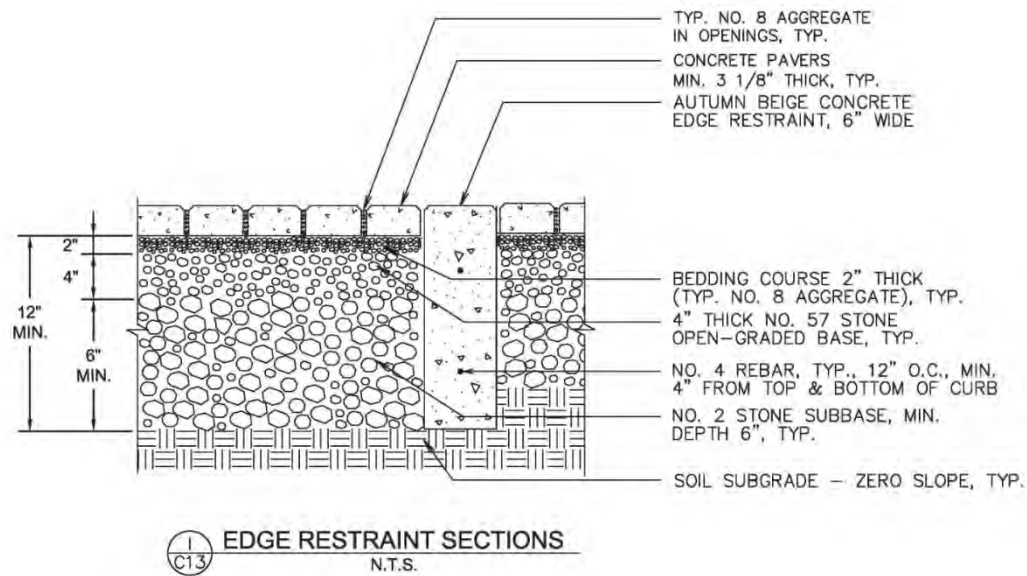 TYP. NO. 8 AGGREGATE
IN OPENINGS, TYP.
CONCRETE PAVERS
MIN. 3 1/8" THICK, TYP.
AUTUMN BEIGE CONCRETE
EDGE RESTRAINT, 6" WIDE
2"
4"
12"
MIN.
6"
MIN.
BEDDING COURSE 2" THICK
(TYP. NO. 8 AGGREGATE), TYP.
4" THICK NO. 57 STONE
OPEN-GRADED BASE, TYP.
NO. 4 REBAR, TYP., 12" O.C., MIN.
4" FROM TOP & BOTTOM OF CURB
NO. 2 STONE SUBBASE, MIN.
DEPTH 6", TYP.
SOIL SUBGRADE – ZERO SLOPE, TYP.
I
C13
EDGE RESTRAINT SECTIONS
N.T.S.